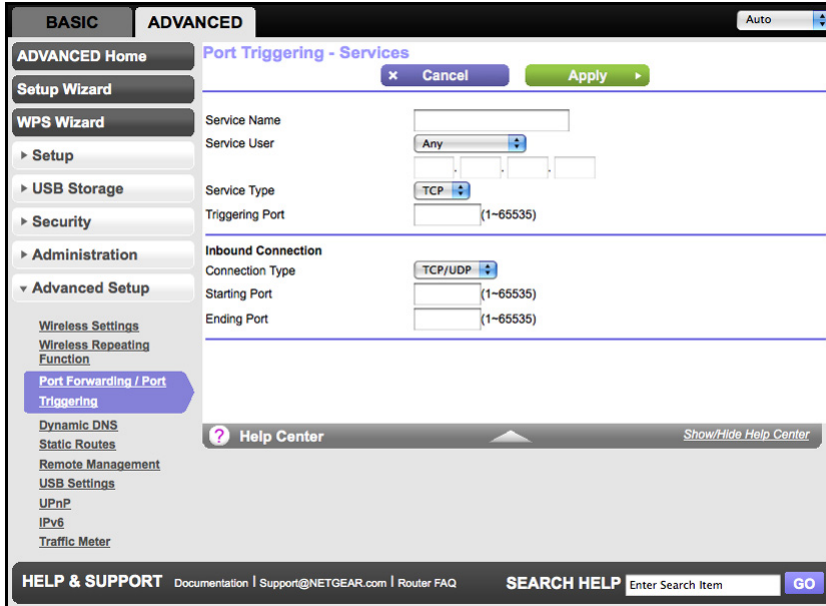 BASIC
ADVANCED
Auto
ADVANCED Home
Setup Wizard
WPS Wizard
Setup
USB Storage
Security
Administration
Advanced Setup
Wireless Settings
Wireless Repeating
Function
Port Forwarding / Port
Triggering
Dynamic DNS
Static Routes
Remote Management
USB Settings
UPnP
IPv6
Traffic Meter
Port Triggering - Services
× Cancel
Apply
Service Name
Service User
Any
. . .
Service Type
TCP
Triggering Port
(1~65535)
Inbound Connection
Connection Type
TCP/UDP
Starting Port
(1~65535)
Ending Port
(1~65535)
? Help Center
Show/Hide Help Center
HELP & SUPPORT Documentation | Support@NETGEAR.com | Router FAQ
SEARCH HELP Enter Search Item GO